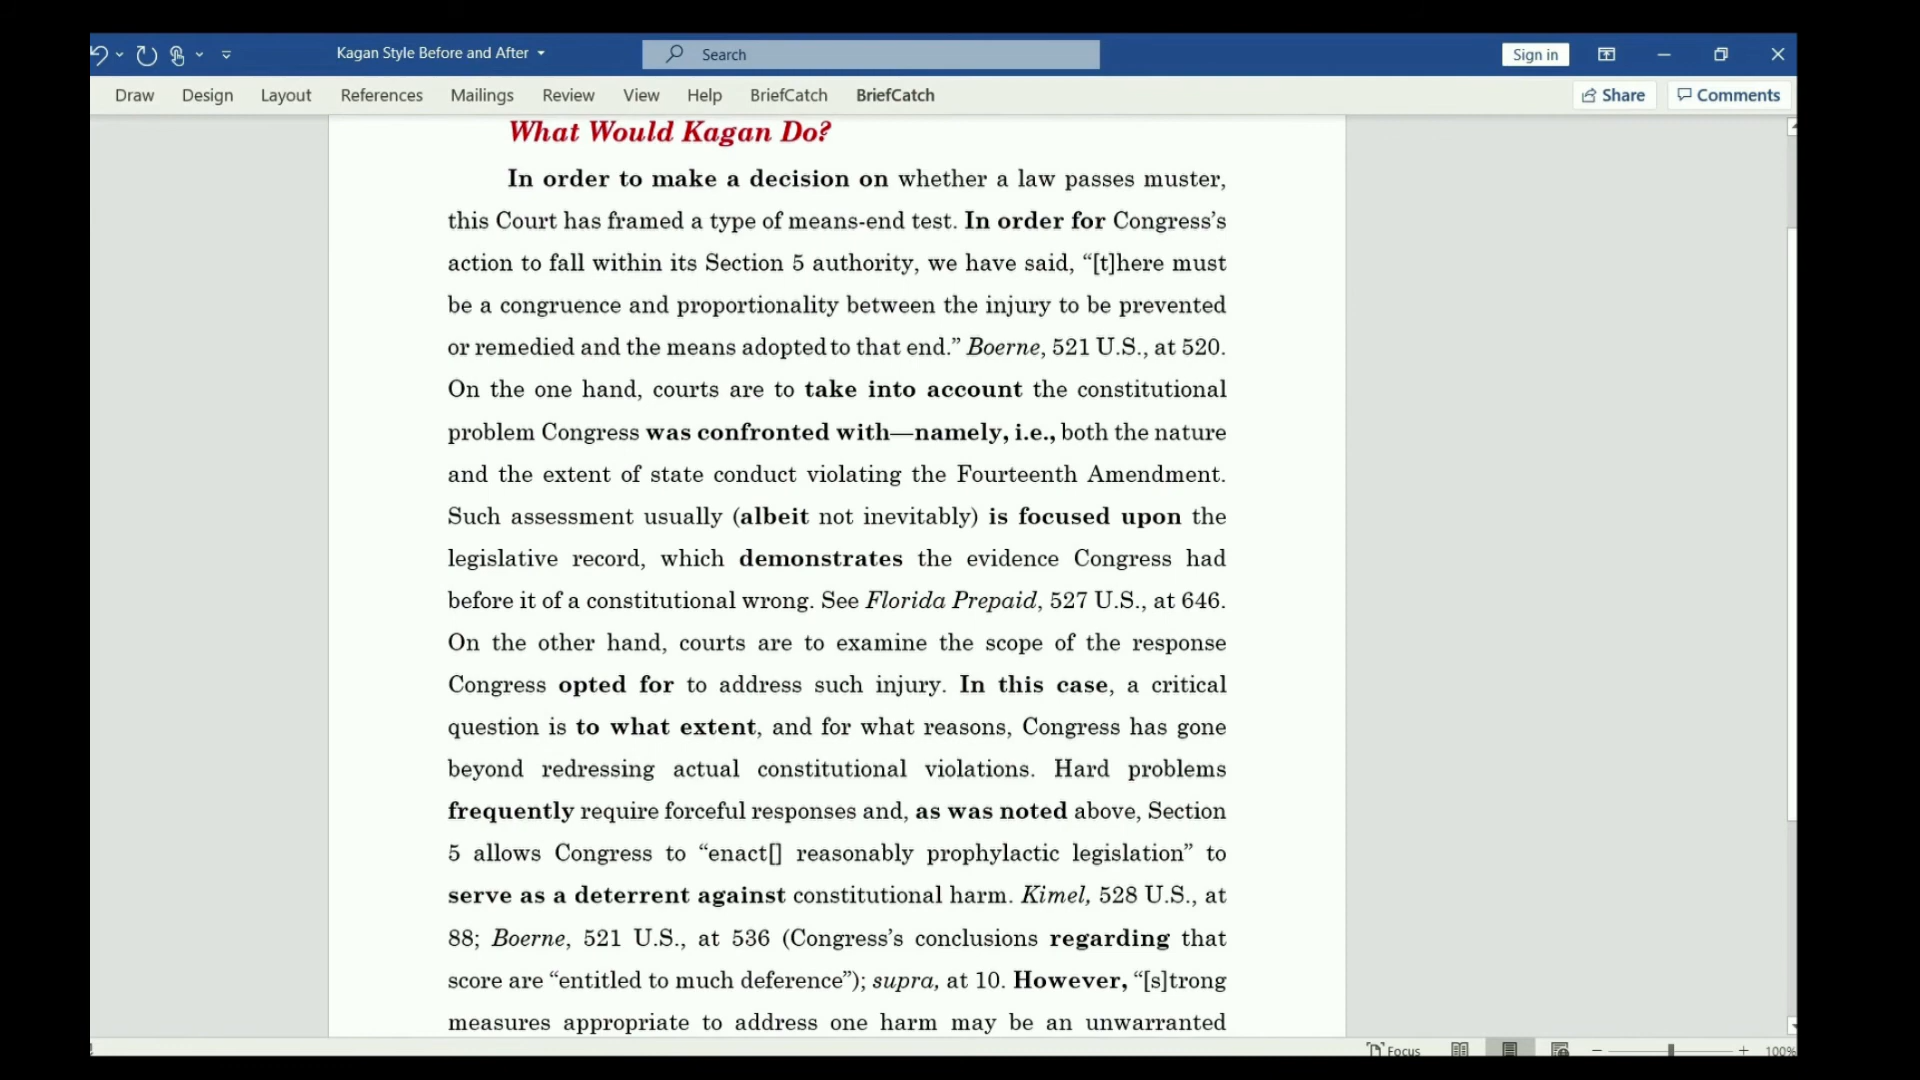 Kagan Style Before and After
Search
Sign in
Draw Design Layout References Mailings Review View Help BriefCatch BriefCatch
Share Comments
What Would Kagan Do?
In order to make a decision on whether a law passes muster,
this Court has framed a type of means-end test. In order for Congress’s
action to fall within its Section 5 authority, we have said, “[t]here must
be a congruence and proportionality between the injury to be prevented
or remedied and the means adopted to that end.” Boerne, 521 U.S., at 520.
On the one hand, courts are to take into account the constitutional
problem Congress was confronted with—namely, i.e., both the nature
and the extent of state conduct violating the Fourteenth Amendment.
Such assessment usually (albeit not inevitably) is focused upon the
legislative record, which demonstrates the evidence Congress had
before it of a constitutional wrong. See Florida Prepaid, 527 U.S., at 646.
On the other hand, courts are to examine the scope of the response
Congress opted for to address such injury. In this case, a critical
question is to what extent, and for what reasons, Congress has gone
beyond redressing actual constitutional violations. Hard problems
frequently require forceful responses and, as was noted above, Section
5 allows Congress to “enact[] reasonably prophylactic legislation” to
serve as a deterrent against constitutional harm. Kimel, 528 U.S., at
88; Boerne, 521 U.S., at 536 (Congress’s conclusions regarding that
score are “entitled to much deference”); supra, at 10. However, “[s]trong
measures appropriate to address one harm may be an unwarranted
Focus
100%